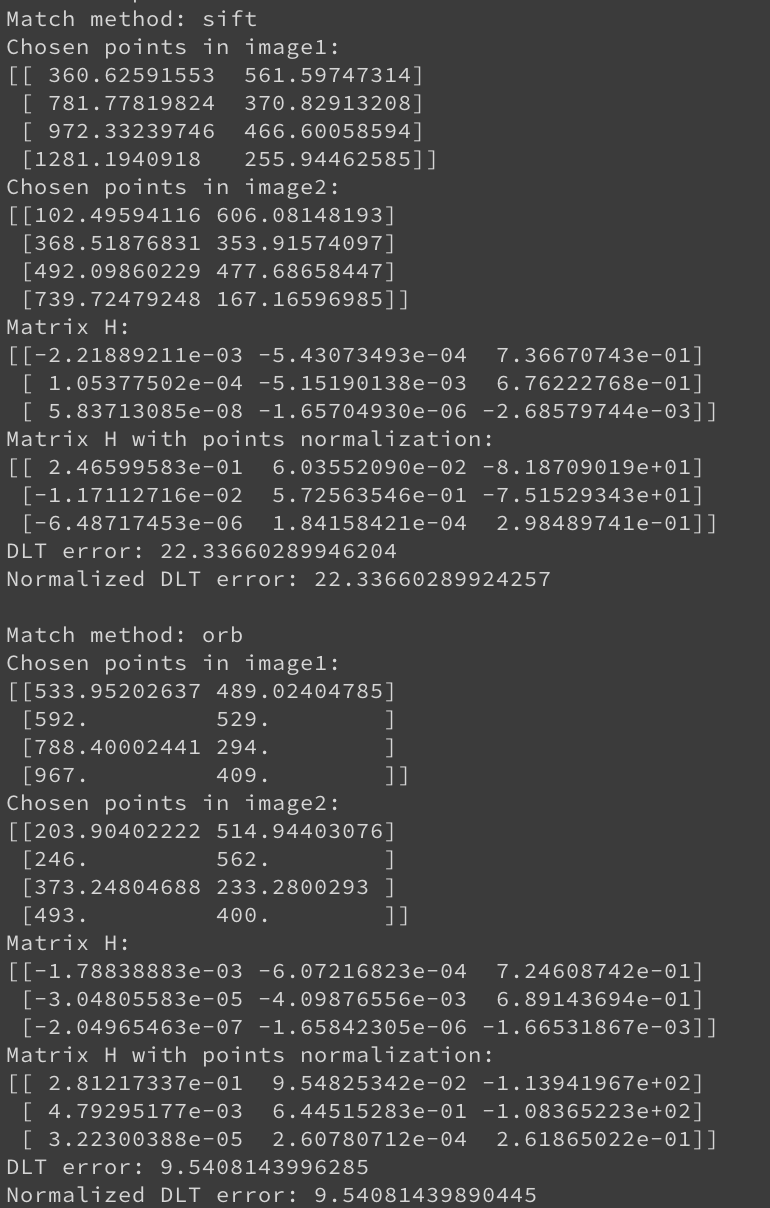 Match method: sift
Chosen points in image1:
[[ 360.62591553  561.59747314]
 [ 781.77819824  370.82913208]
 [ 972.33239746  466.60058594]
 [1281.1940918   255.94462585]]
Chosen points in image2:
[[102.49594116 606.08148193]
 [368.51876831 353.91574097]
 [492.09860229 477.68658447]
 [739.72479248 167.16596985]]
Matrix H:
[[-2.21889211e-03 -5.43073493e-04  7.36670743e-01]
 [ 1.05377502e-04 -5.15190138e-03  6.76222768e-01]
 [ 5.83713085e-08 -1.65704930e-06 -2.68579744e-03]]
Matrix H with points normalization:
[[ 2.46599583e-01  6.03552090e-02 -8.18709019e+01]
 [-1.17112716e-02  5.72563546e-01 -7.51529343e+01]
 [-6.48717453e-06  1.84158421e-04  2.98489741e-01]]
DLT error: 22.33660289946204
Normalized DLT error: 22.33660289924257

Match method: orb
Chosen points in image1:
[[533.95202637 489.02404785]
 [592.         529.        ]
 [788.40002441 294.        ]
 [967.         409.        ]]
Chosen points in image2:
[[203.90402222 514.94403076]
 [246.         562.        ]
 [373.24804688 233.2800293 ]
 [493.         400.        ]]
Matrix H:
[[-1.78838883e-03 -6.07216823e-04  7.24608742e-01]
 [-3.04805583e-05 -4.09876556e-03  6.89143694e-01]
 [-2.04965463e-07 -1.65842305e-06 -1.66531867e-03]]
Matrix H with points normalization:
[[ 2.81217337e-01  9.54825342e-02 -1.13941967e+02]
 [ 4.79295177e-03  6.44515283e-01 -1.08365223e+02]
 [ 3.22300388e-05  2.60780712e-04  2.61865022e-01]]
DLT error: 9.5408143996285
Normalized DLT error: 9.54081439890445